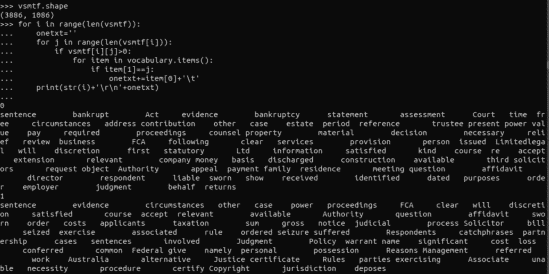 >>> vsmtf.shape
(3886, 1086)
>>> for i in range(len(vsmtf)):
...     onetxt=''
...     for j in range(len(vsmtf[i])):
...         if vsmtf[i][j]>0:
...             for item in vocabulary.items():
...                 if item[1]==j:
...                     onetxt+=item[0]+'\t'
...     print(str(i)+'\r\n'+onetxt)
...
0
sentence bankrupt Act evidence bankruptcy statement assessment Court time fr
ee circumstances address contribution other case estate period reference trustee present power val
ue pay required proceedings counsel property material decision necessary reli
ef review business FCA following clear services provision person issued Limited legal
l will discretion first statutory Ltd information satisfied kind course re accept
extension relevant company money basis discharged construction available third solicit
ors request object Authority appeal payment family residence meeting question affidavit
director respondent liable sworn show received identified dated purposes orde
r employer judgment behalf returns
1
sentence evidence circumstances other case power proceedings FCA clear will discreti
on satisfied course accept relevant available Authority question affidavit swo
rn order costs applicants taxation sum gross notice judicial process Solicitor bill
seized exercise associated rule ordered seizure suffered Respondents catchphrases partn
ership cases sentences involved Judgment Policy warrant name significant cost loss
conferred common Federal give namely personal possession Reasons Management referred
work Australia alternative Justice certificate Rules parties exercising Associate una
ble necessity procedure certify Copyright jurisdiction deposes